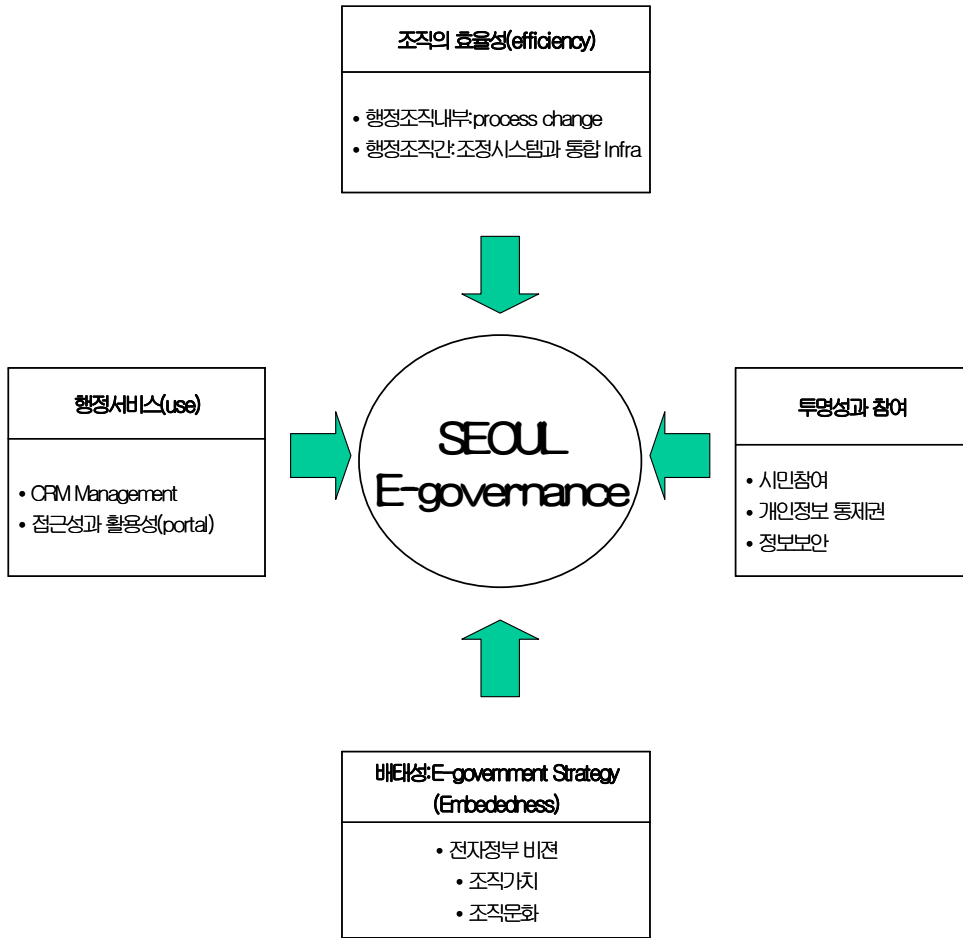 조직의 효율성(efficiency)
• 행정조직내부:process change
• 행정조직간:조정시스템과 통합 Infra
행정서비스(use)
• CRM Management
• 접근성과 활용성(portal)
SEOUL
E-governance
투명성과 참여
• 시민참여
• 개인정보 통제권
• 정보보안
배태성:E-government Strategy
(Embededness)
• 전자정부 비젼
• 조직가치
• 조직문화